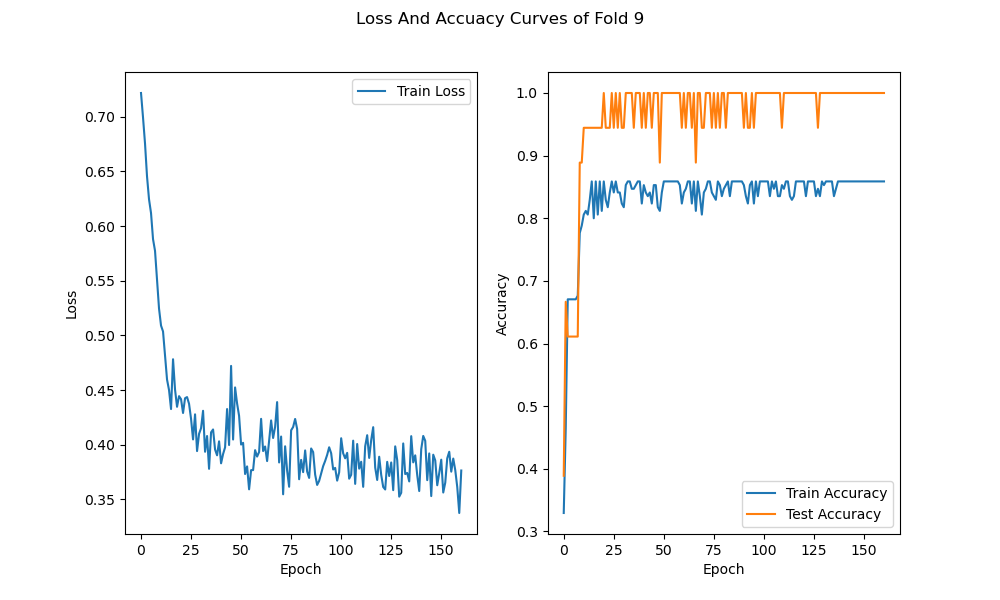 Loss And Accuacy Curves of Fold 9
Train Loss
0.70
0.65
0.60
0.55
0.50
0.45
0.40
0.35
Loss
0 25 50 75 100 125 150
Epoch
1.0
0.9
0.8
0.7
0.6
0.5
0.4
0.3
Accuracy
Train Accuracy
Test Accuracy
0 25 50 75 100 125 150
Epoch